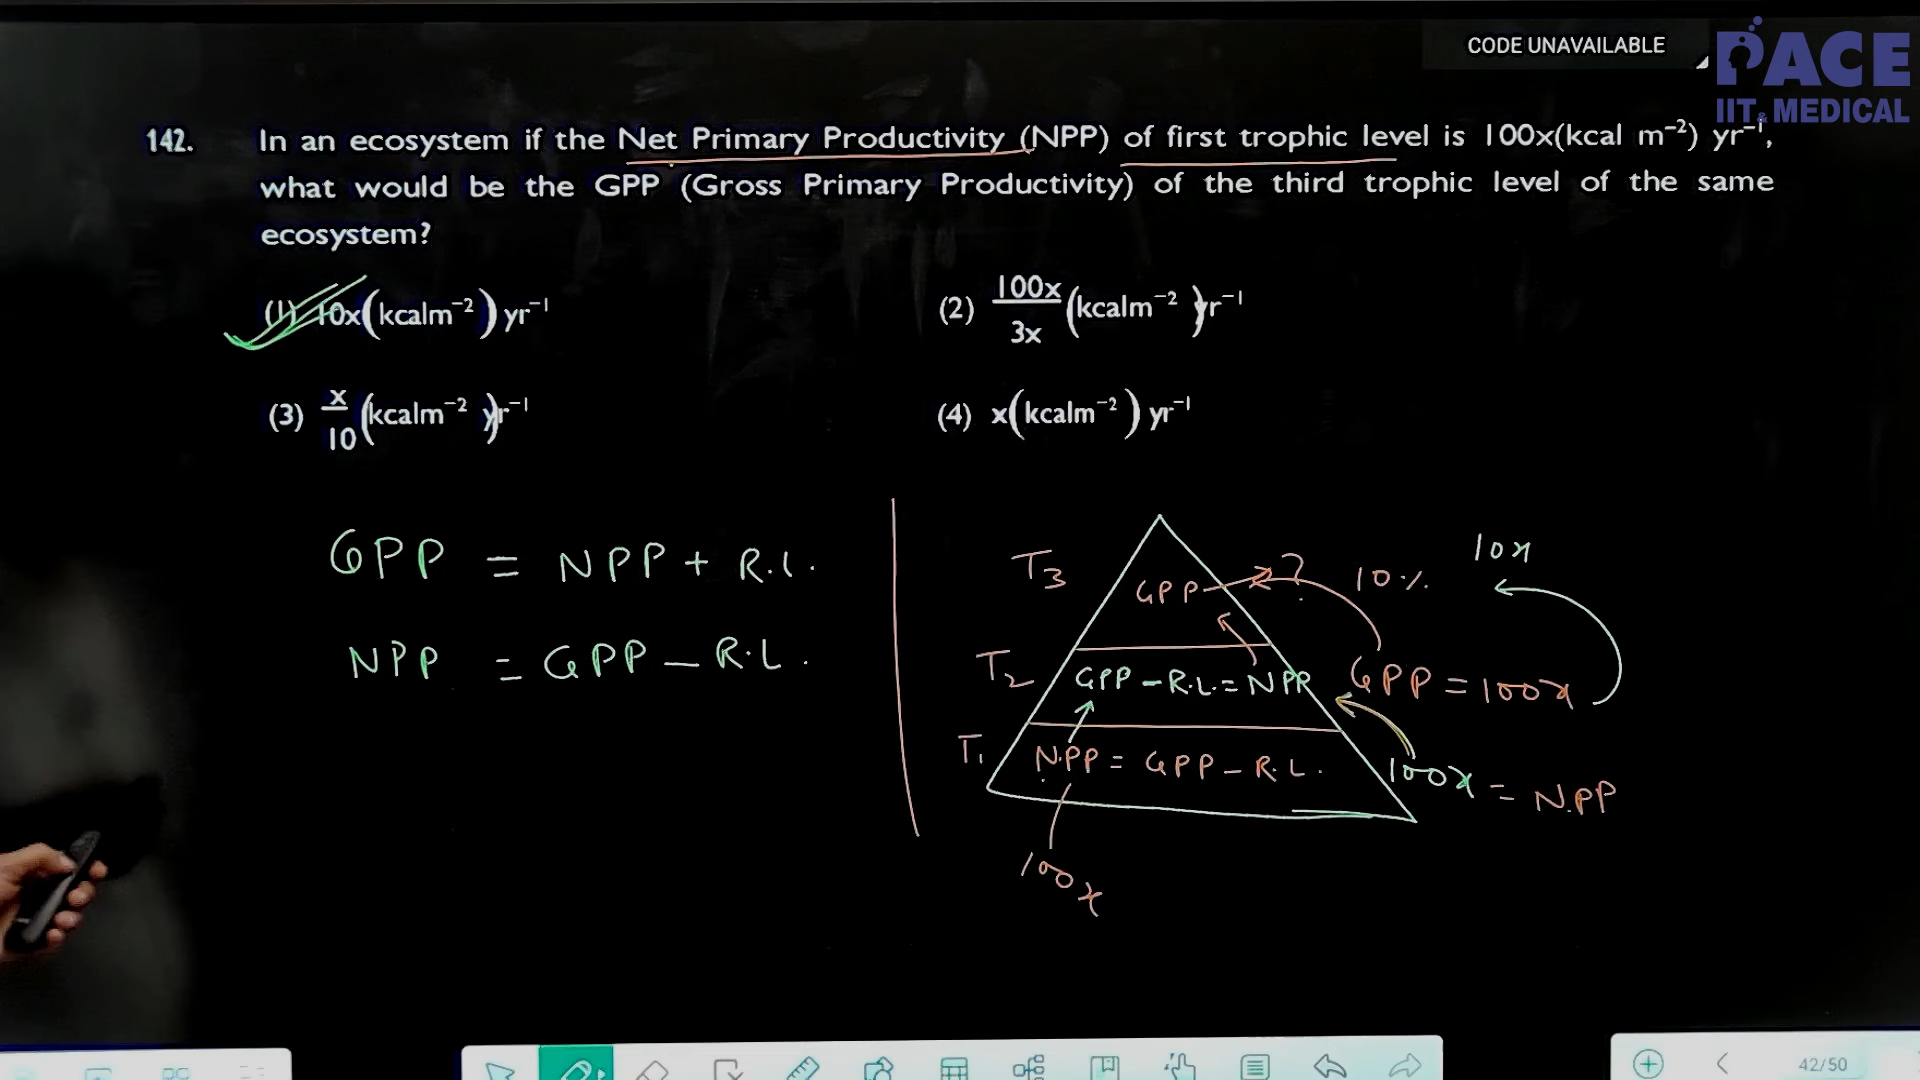 CODE UNAVAILABLE
PACE
IIT & MEDICAL
142. In an ecosystem if the Net Primary Productivity (NPP) of first trophic level is 100x(kcal m⁻²) yr⁻¹,
what would be the GPP (Gross Primary Productivity) of the third trophic level of the same
ecosystem?
(1) 10x(kcalm⁻²) yr⁻¹
(2) 100x/3x (kcalm⁻²)yr⁻¹
(3) x/10 (kcalm⁻²)yr⁻¹
(4) x(kcalm⁻²) yr⁻¹
GPP = NPP + R.L.
NPP = GPP - R.L.
T3 GPP → ? 10% 10x
T2 GPP - R.L. = NPP GPP = 100x
T1 NPP = GPP - R.L. 100x = NPP
100x
42/50